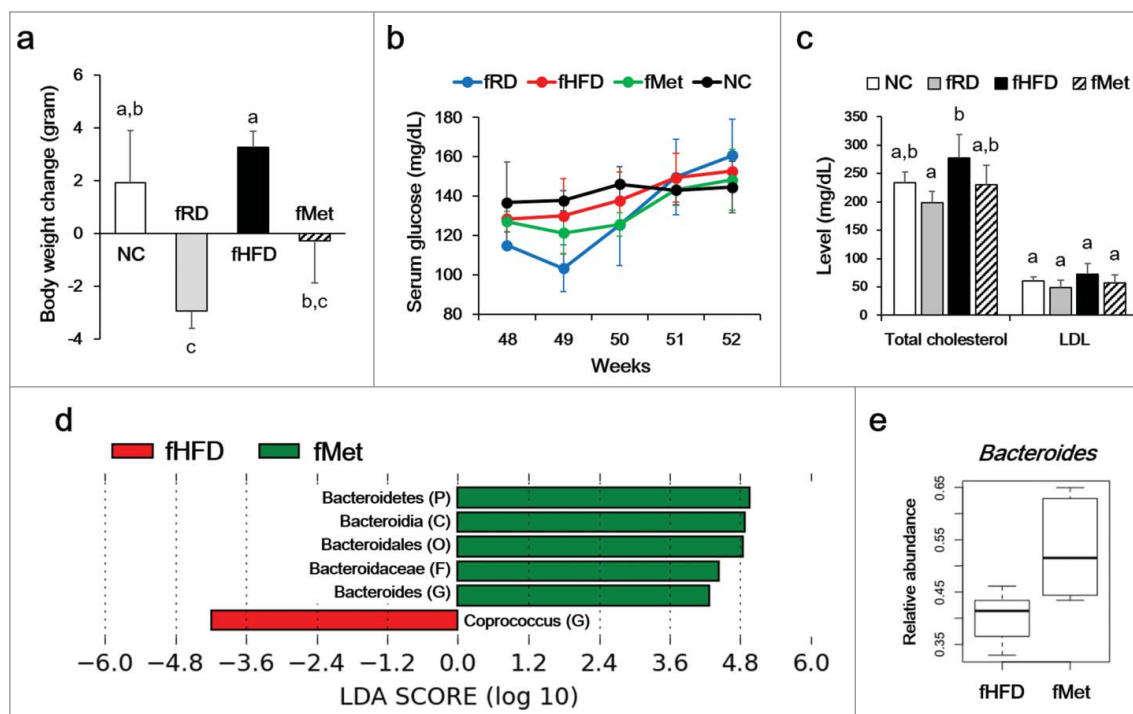 a
Body weight change (gram)
6
4
2
0
-2
-4
a,b
a
NC
fRD
fHFD
fMet
c
b,c
b
fRD fHFD fMet NC
Serum glucose (mg/dL)
160
140
120
100
80
48 49 50 51 52
Weeks
c
NC fRD fHFD fMet
Level (mg/dL)
350
300
250
200
150
100
50
0
a,b a b a,b
a a a a
Total cholesterol LDL
d
fHFD fMet
Bacteroidetes (P)
Bacteroidia (C)
Bacteroidales (O)
Bacteroidaceae (F)
Bacteroides (G)
Coprococcus (G)
−6.0 −4.8 −3.6 −2.4 −1.2 0.0 1.2 2.4 3.6 4.8 6.0
LDA SCORE (log 10)
e
Bacteroides
Relative abundance
0.65
0.55
0.45
0.35
fHFD fMet